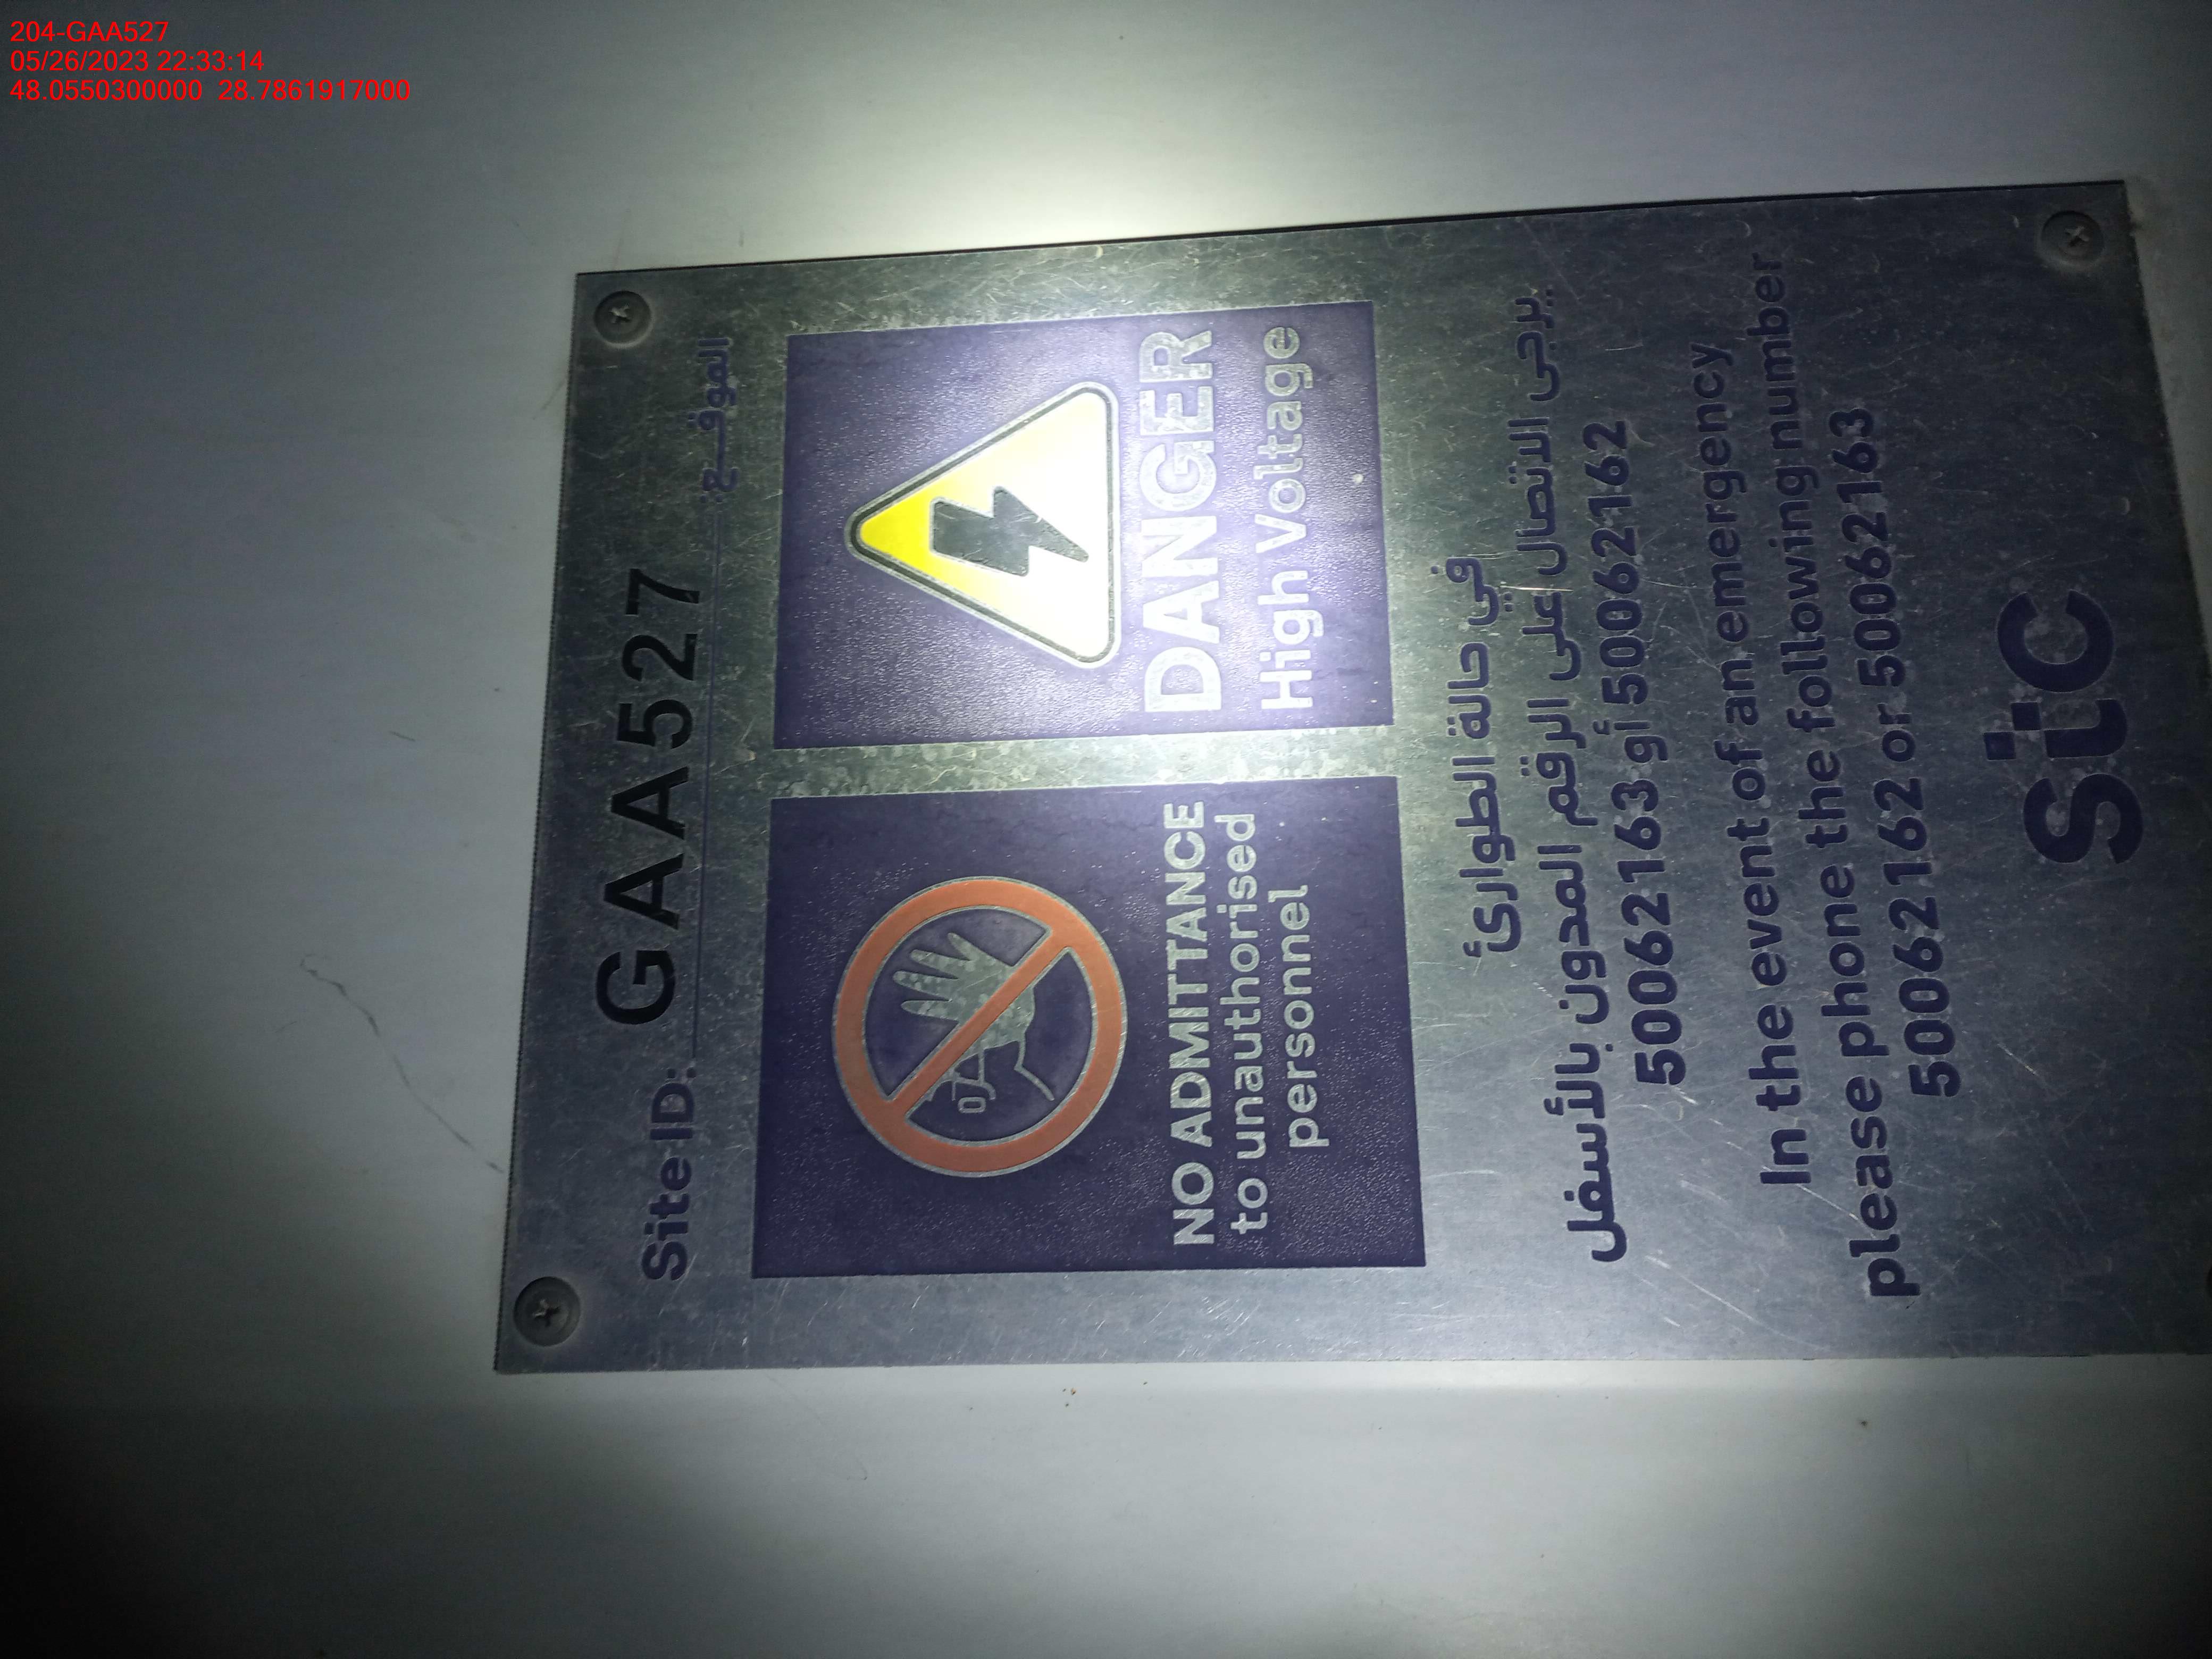 204-GAA527
05/26/2023 22:33:14
48.0550300000 28.7861917000
Site ID: GAA527 الموقــع:
NO ADMITTANCE
to unauthorised
personnel
DANGER
High Voltage
في حالة الطوارئ
يرجى الاتصال على الرقم المدون بالأسفل
50062163 أو 50062162
In the event of an emergency
please phone the following number
50062162 or 50062163
stc